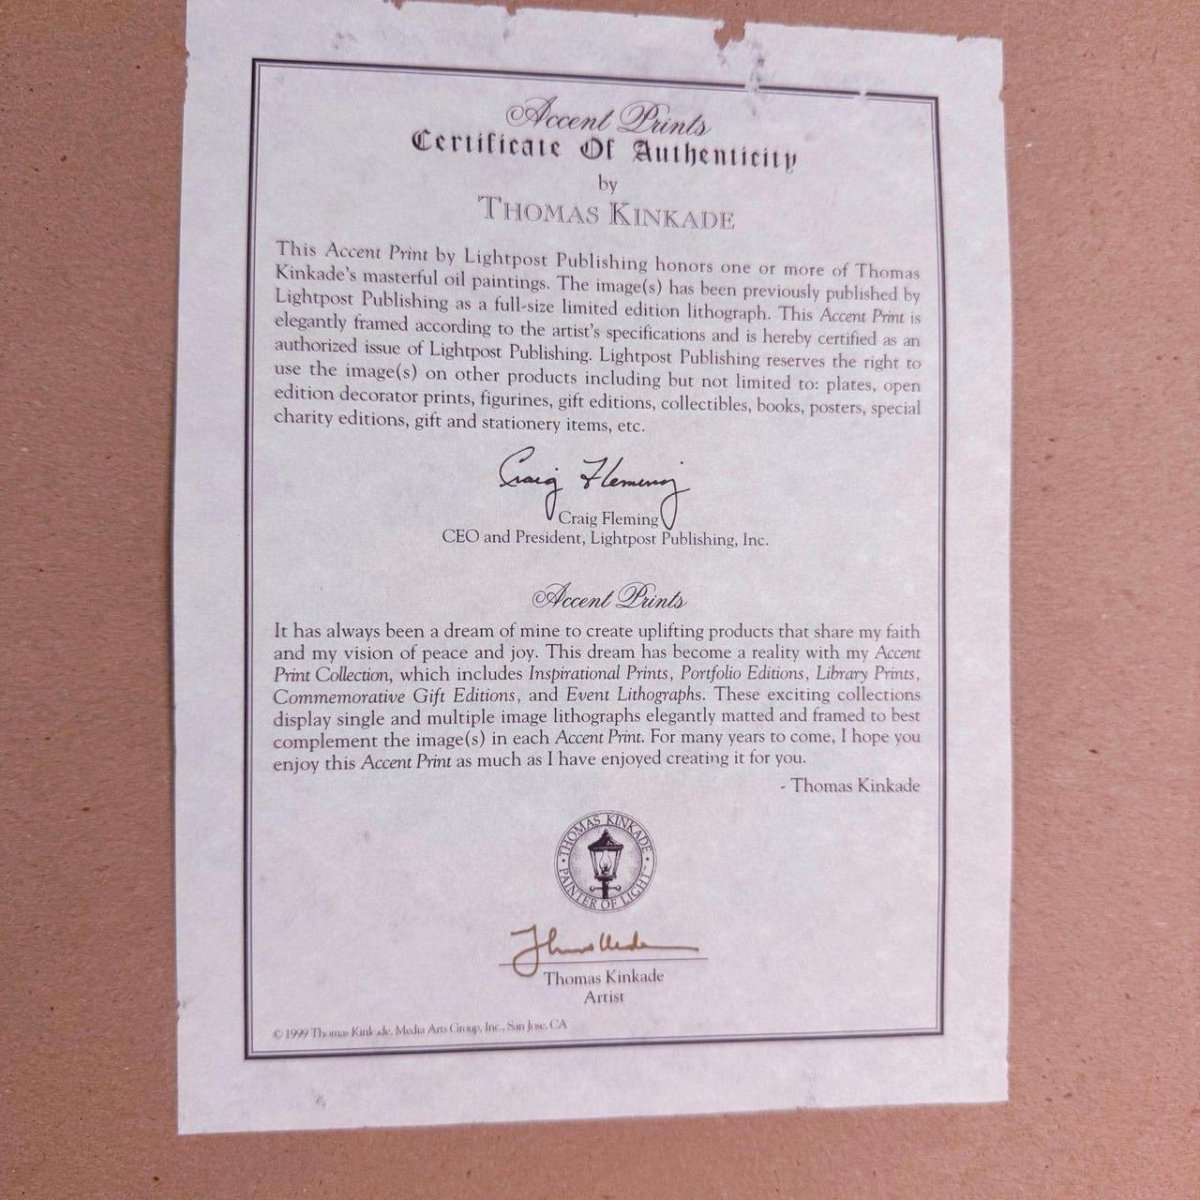 Accent Prints
Certificate Of Authenticity
by
THOMAS KINKADE
This Accent Print by Lightpost Publishing honors one or more of Thomas
Kinkade's masterful oil paintings. The image(s) has been previously published by
Lightpost Publishing as a full-size limited edition lithograph. This Accent Print is
elegantly framed according to the artist's specifications and is hereby certified as an
authorized issue of Lightpost Publishing. Lightpost Publishing reserves the right to
use the image(s) on other products including but not limited to: plates, open
edition decorator prints, figurines, gift editions, collectibles, books, posters, special
charity editions, gift and stationery items, etc.
Craig Fleming
Craig Fleming
CEO and President, Lightpost Publishing, Inc.
Accent Prints
It has always been a dream of mine to create uplifting products that share my faith
and my vision of peace and joy. This dream has become a reality with my Accent
Print Collection, which includes Inspirational Prints, Portfolio Editions, Library Prints,
Commemorative Gift Editions, and Event Lithographs. These exciting collections
display single and multiple image lithographs elegantly matted and framed to best
complement the image(s) in each Accent Print. For many years to come, I hope you
enjoy this Accent Print as much as I have enjoyed creating it for you.
- Thomas Kinkade
·THOMAS KINKADE·
PAINTER OF LIGHT™
Thomas Kinkade
Artist
© 1999 Thomas Kinkade, Media Arts Group, Inc., San Jose, CA